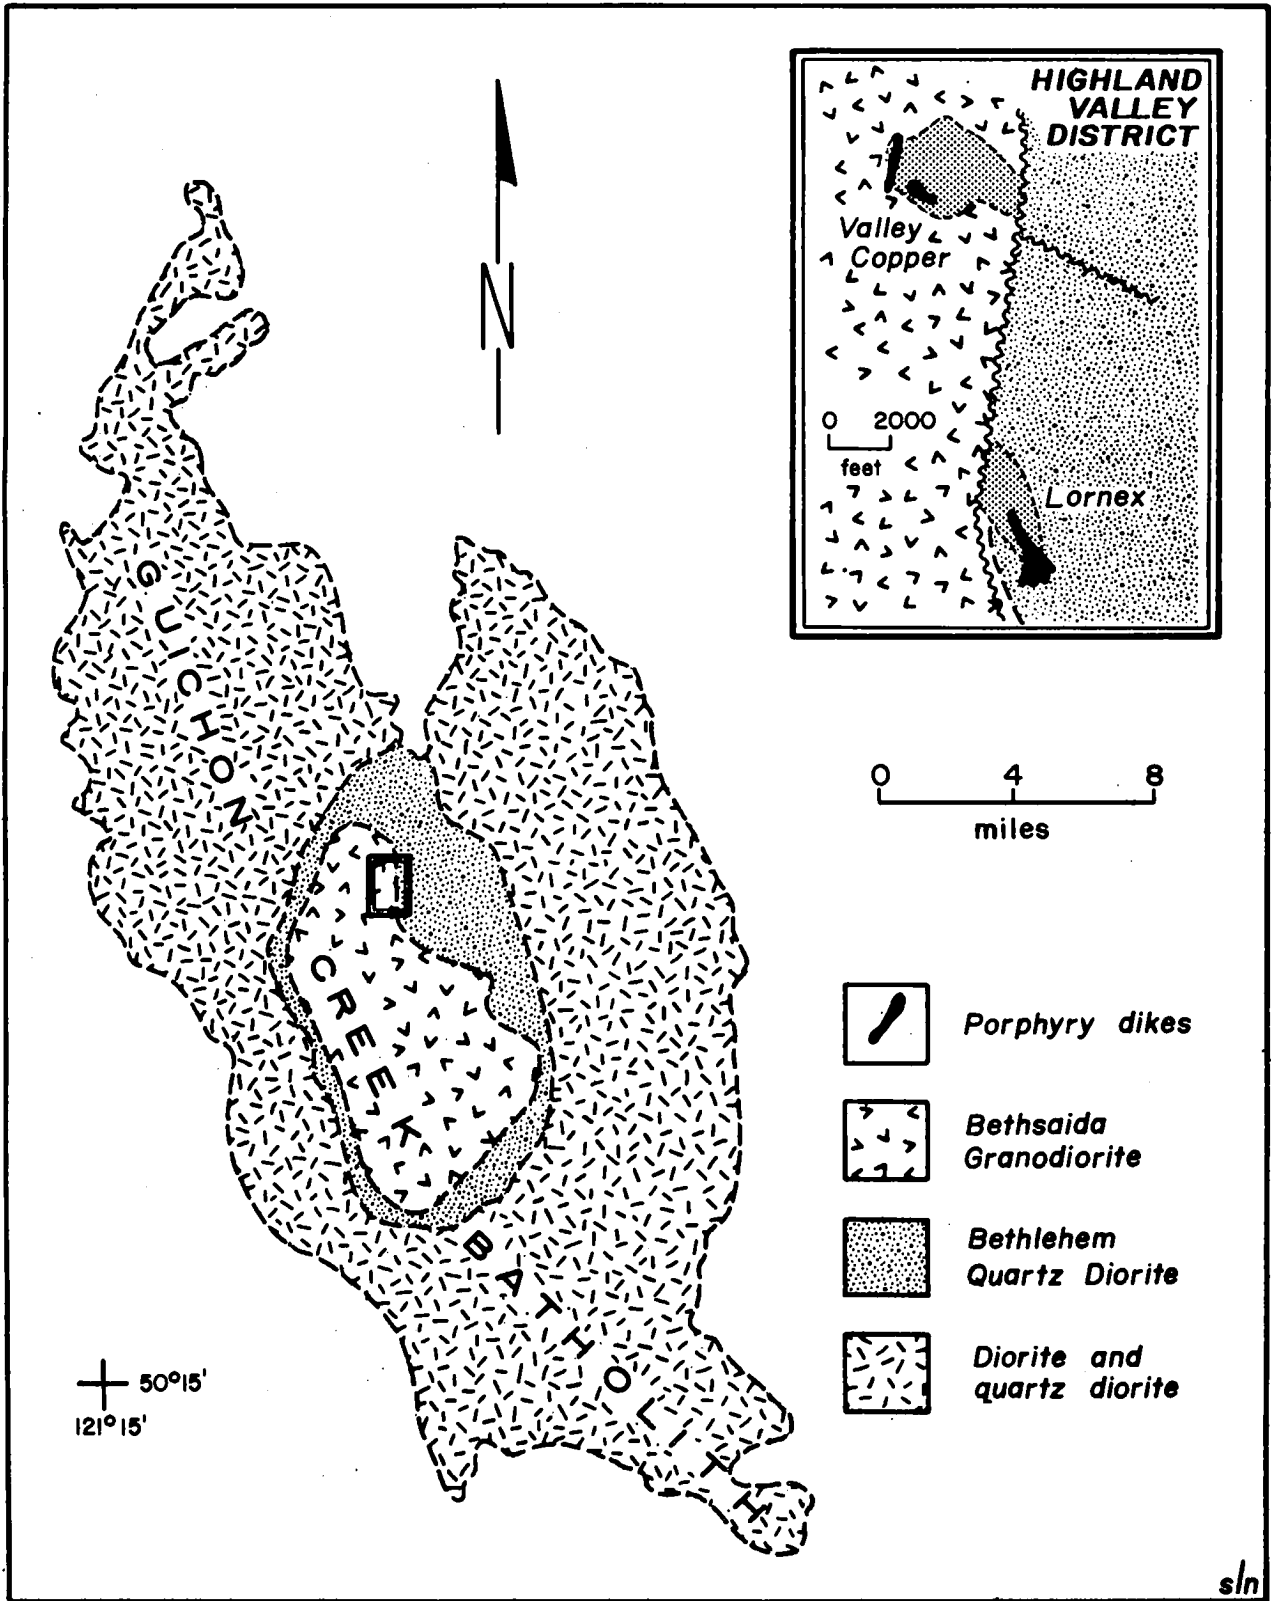 HIGHLAND
VALLEY
DISTRICT
Valley
Copper
0 2000
feet
Lornex
N
GUICHON
CREEK
BATHOLITH
0 4 8
miles
Porphyry dikes
Bethsaida
Granodiorite
Bethlehem
Quartz Diorite
Diorite and
quartz diorite
50°15'
121°15'
sln